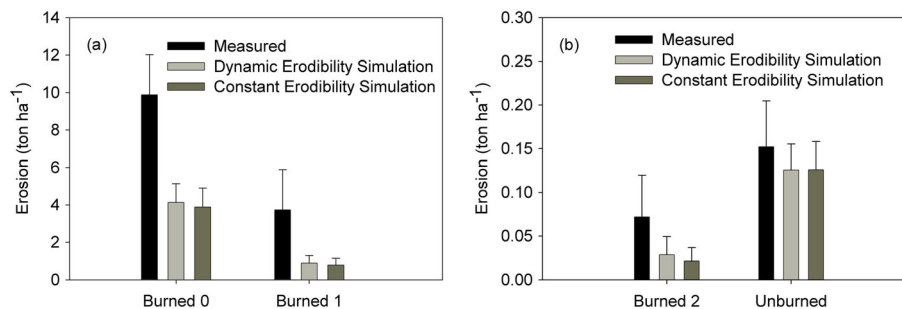 (a)
Measured
Dynamic Erodibility Simulation
Constant Erodibility Simulation
Erosion (ton ha⁻¹)
14
12
10
8
6
4
2
0
Burned 0 Burned 1
(b)
Measured
Dynamic Erodibility Simulation
Constant Erodibility Simulation
Erosion (ton ha⁻¹)
0.30
0.25
0.20
0.15
0.10
0.05
0.00
Burned 2 Unburned